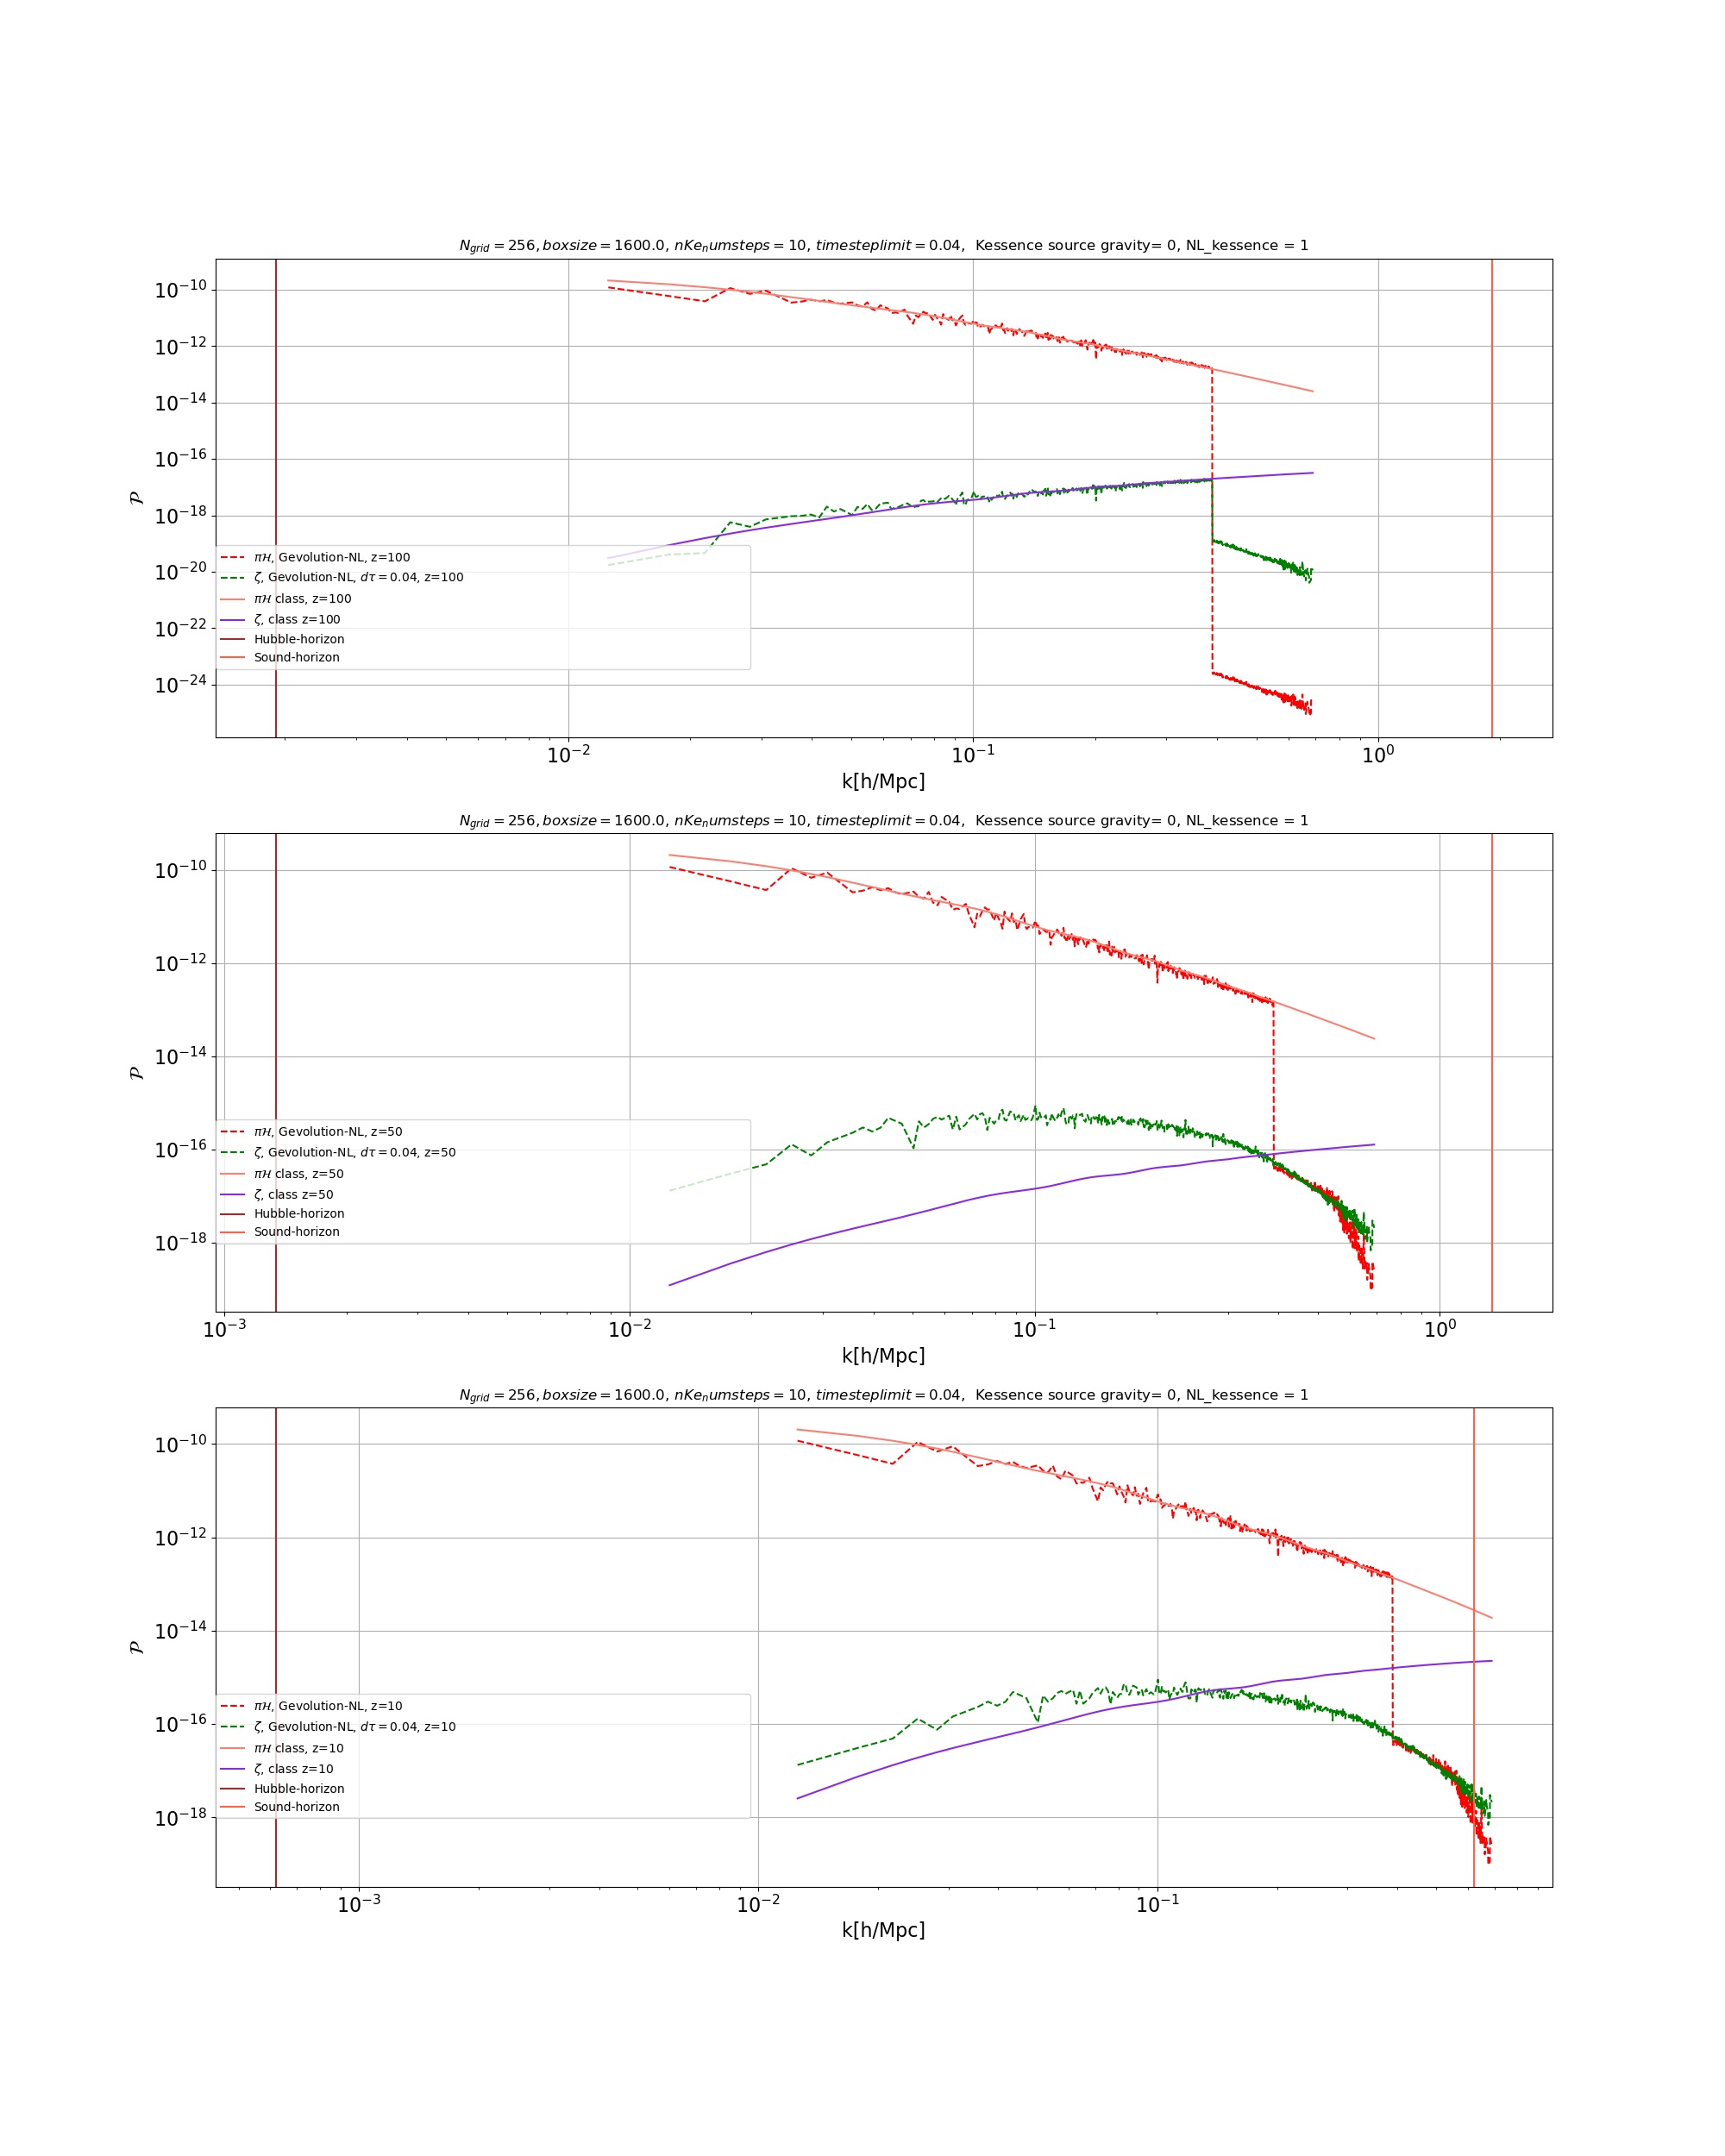 N_grid = 256, boxsize = 1600.0, nKe_numsteps = 10, timesteplimit = 0.04, Kessence source gravity= 0, NL_kessence = 1
10^−10
10^−12
10^−14
10^−16
10^−18
10^−20
10^−22
10^−24
𝒫
πℋ, Gevolution-NL, z=100
ζ, Gevolution-NL, dτ = 0.04, z=100
πℋ class, z=100
ζ, class z=100
Hubble-horizon
Sound-horizon
10^−2 10^−1 10^0
k[h/Mpc]
N_grid = 256, boxsize = 1600.0, nKe_numsteps = 10, timesteplimit = 0.04, Kessence source gravity= 0, NL_kessence = 1
10^−10
10^−12
10^−14
10^−16
10^−18
𝒫
πℋ, Gevolution-NL, z=50
ζ, Gevolution-NL, dτ = 0.04, z=50
πℋ class, z=50
ζ, class z=50
Hubble-horizon
Sound-horizon
10^−3 10^−2 10^−1 10^0
k[h/Mpc]
N_grid = 256, boxsize = 1600.0, nKe_numsteps = 10, timesteplimit = 0.04, Kessence source gravity= 0, NL_kessence = 1
10^−10
10^−12
10^−14
10^−16
10^−18
𝒫
πℋ, Gevolution-NL, z=10
ζ, Gevolution-NL, dτ = 0.04, z=10
πℋ class, z=10
ζ, class z=10
Hubble-horizon
Sound-horizon
10^−3 10^−2 10^−1
k[h/Mpc]